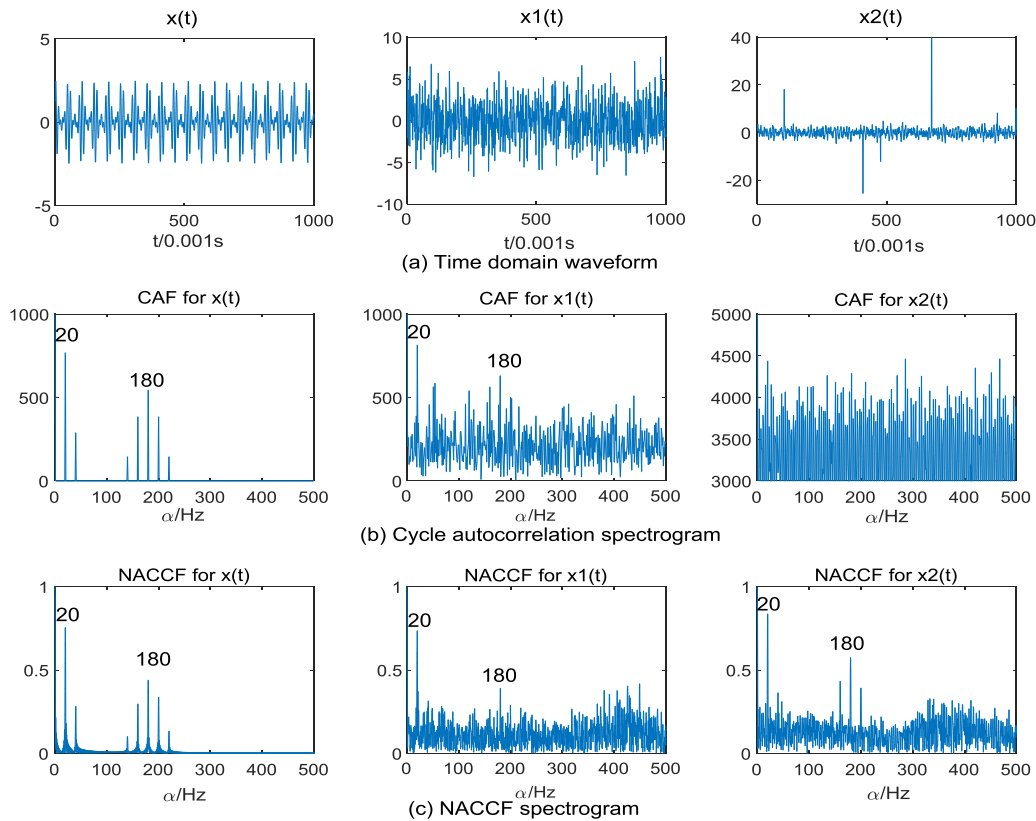 x(t) x1(t) x2(t)
5 10 40
5 20
0 0 0
-5 -20
-5 -10
0 500 1000 0 500 1000 0 500 1000
t/0.001s t/0.001s t/0.001s
(a) Time domain waveform
CAF for x(t) CAF for x1(t) CAF for x2(t)
1000 1000 5000
20 20
4500
180 180
500 500 4000
3500
0 0 3000
0 100 200 300 400 500 0 100 200 300 400 500 0 100 200 300 400 500
α/Hz α/Hz α/Hz
(b) Cycle autocorrelation spectrogram
NACCF for x(t) NACCF for x1(t) NACCF for x2(t)
1 1 1
20 20 20
180 180 180
0.5 0.5 0.5
0 0 0
0 100 200 300 400 500 0 100 200 300 400 500 0 100 200 300 400 500
α/Hz α/Hz α/Hz
(c) NACCF spectrogram